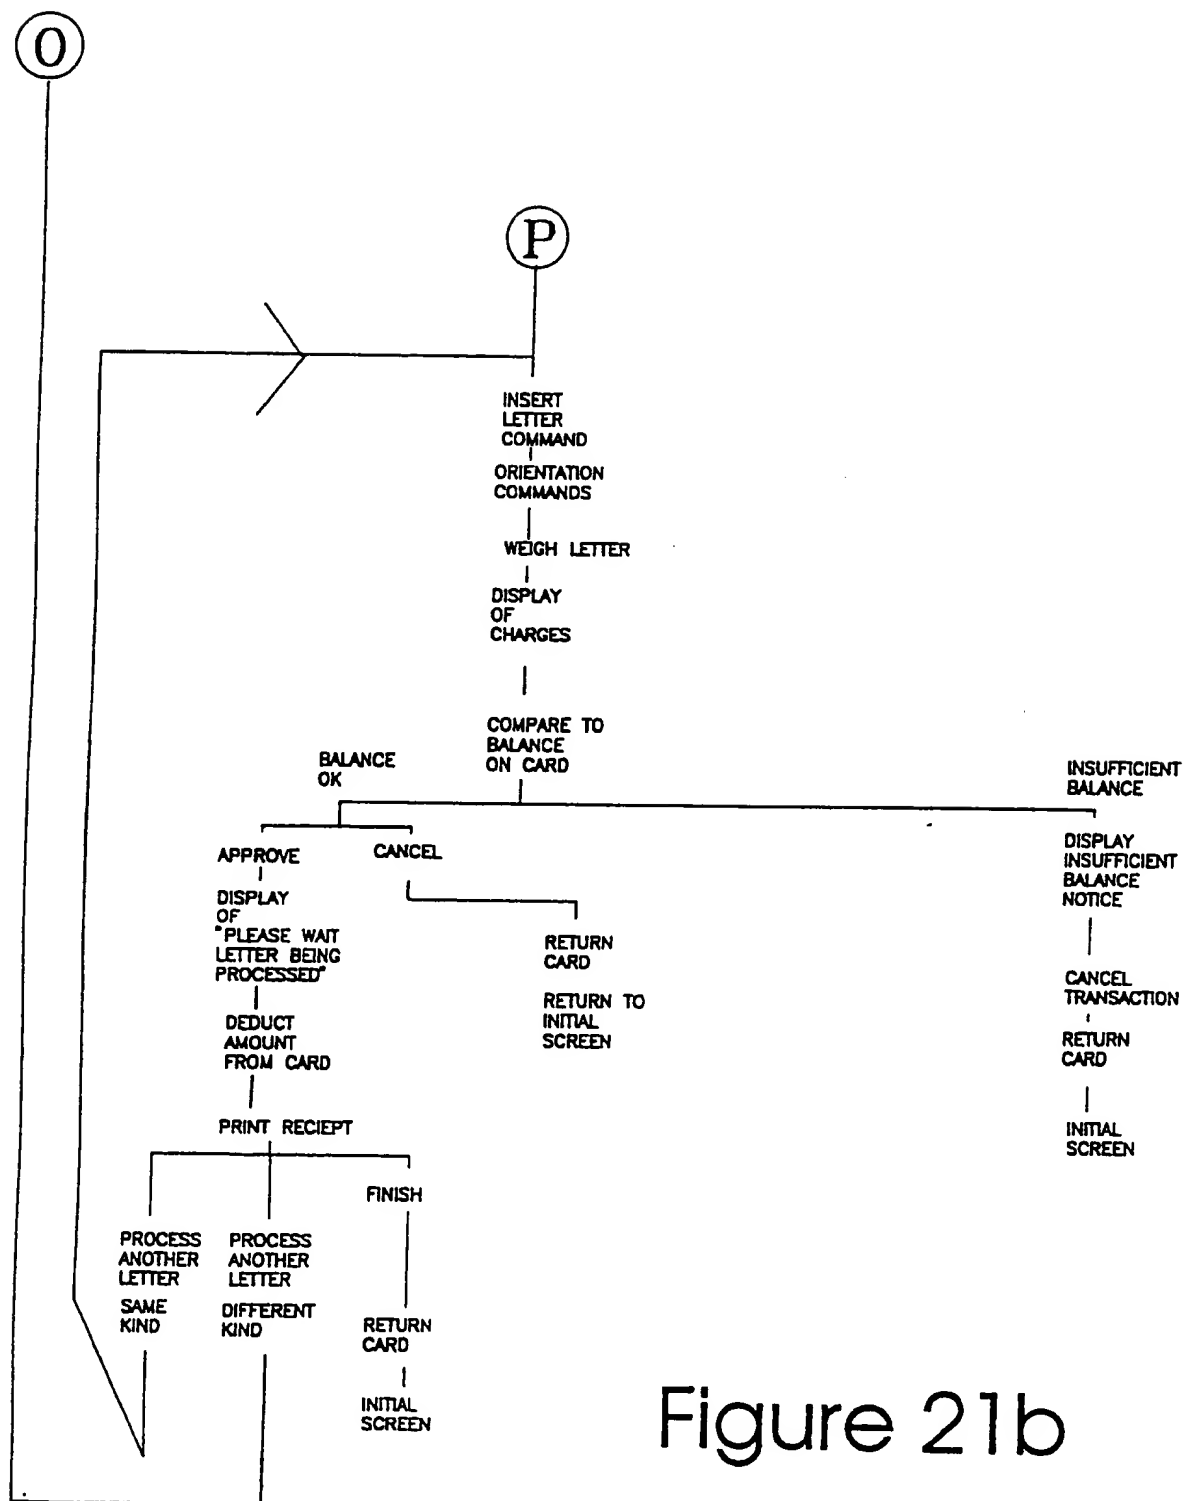 O
P
INSERT
LETTER
COMMAND
ORIENTATION
COMMANDS
WEIGH LETTER
DISPLAY
OF
CHARGES
COMPARE TO
BALANCE
ON CARD
BALANCE
OK
INSUFFICIENT
BALANCE
APPROVE
CANCEL
DISPLAY
OF
"PLEASE WAIT
LETTER BEING
PROCESSED"
DEDUCT
AMOUNT
FROM CARD
PRINT RECIEPT
RETURN
CARD
RETURN TO
INITIAL
SCREEN
DISPLAY
INSUFFICIENT
BALANCE
NOTICE
CANCEL
TRANSACTION
RETURN
CARD
INITIAL
SCREEN
PROCESS
ANOTHER
LETTER
SAME
KIND
PROCESS
ANOTHER
LETTER
DIFFERENT
KIND
FINISH
RETURN
CARD
INITIAL
SCREEN
Figure 21b